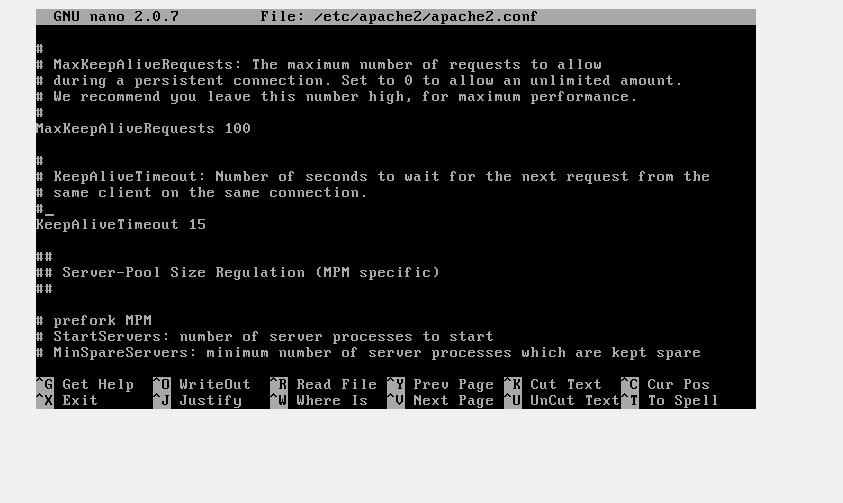 GNU nano 2.0.7 File: /etc/apache2/apache2.conf
#
# MaxKeepAliveRequests: The maximum number of requests to allow
# during a persistent connection. Set to 0 to allow an unlimited amount.
# We recommend you leave this number high, for maximum performance.
#
MaxKeepAliveRequests 100
#
# KeepAliveTimeout: Number of seconds to wait for the next request from the
# same client on the same connection.
#_
KeepAliveTimeout 15
##
## Server-Pool Size Regulation (MPM specific)
##
# prefork MPM
# StartServers: number of server processes to start
# MinSpareServers: minimum number of server processes which are kept spare
^G Get Help ^O WriteOut ^R Read File ^Y Prev Page ^K Cut Text ^C Cur Pos
^X Exit ^J Justify ^W Where Is ^V Next Page ^U UnCut Text ^T To Spell